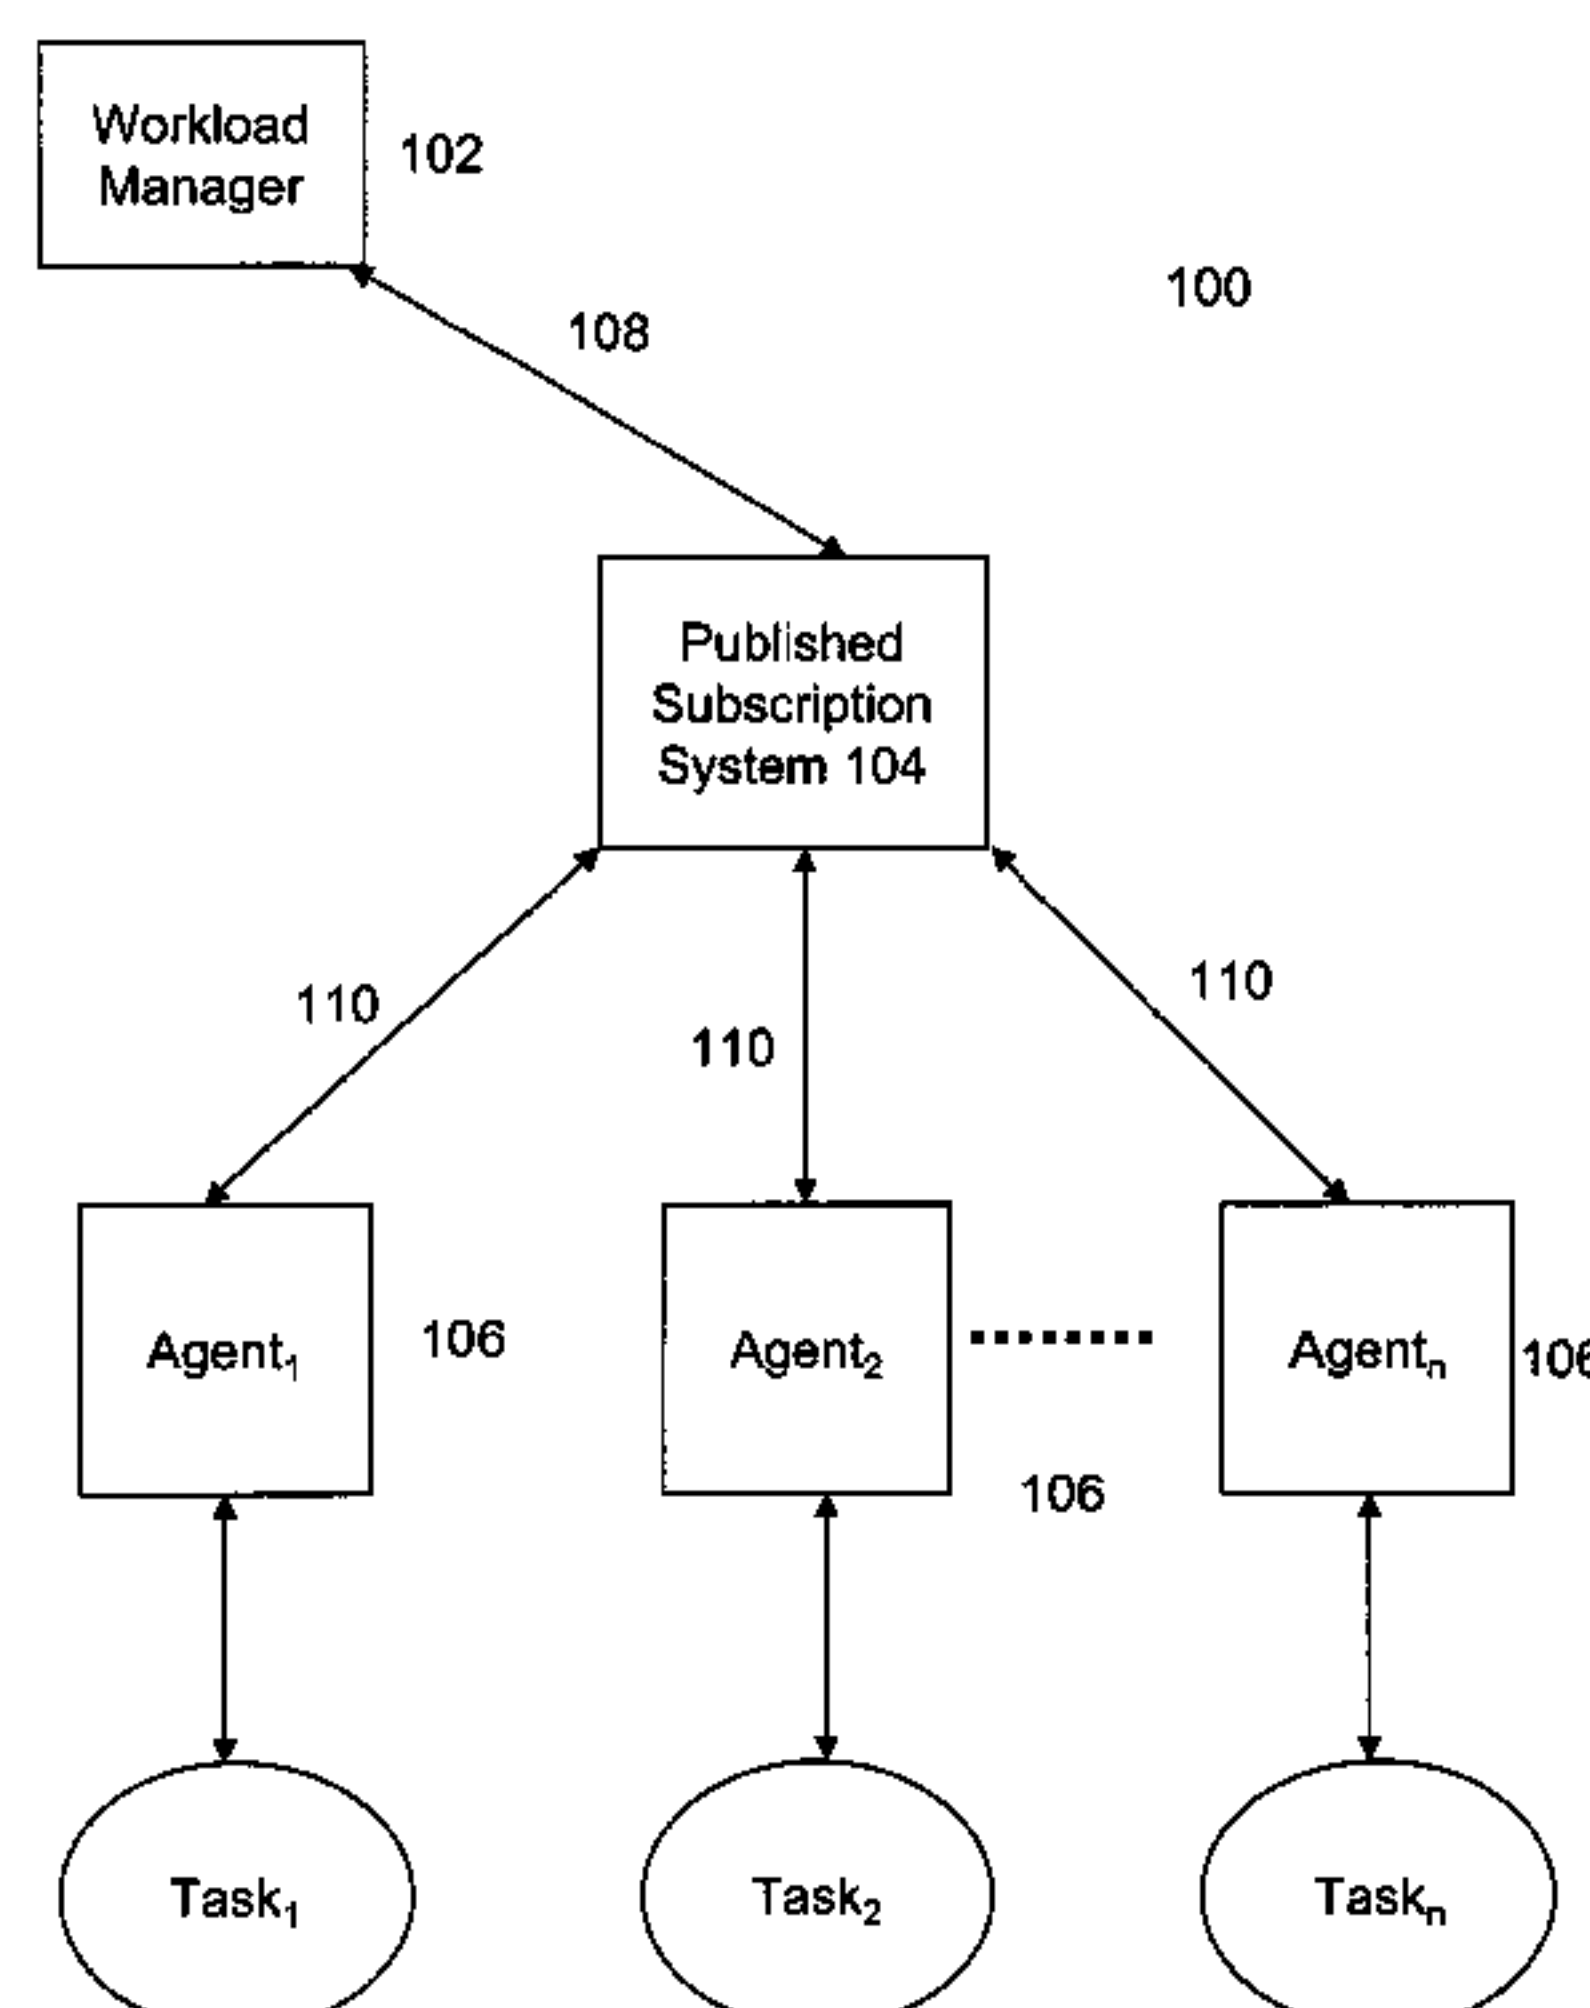 Workload
Manager
102
100
108
Published
Subscription
System 104
110
110
110
Agent₁
106
Agent₂
Agentₙ
106
106
Task₁
Task₂
Taskₙ